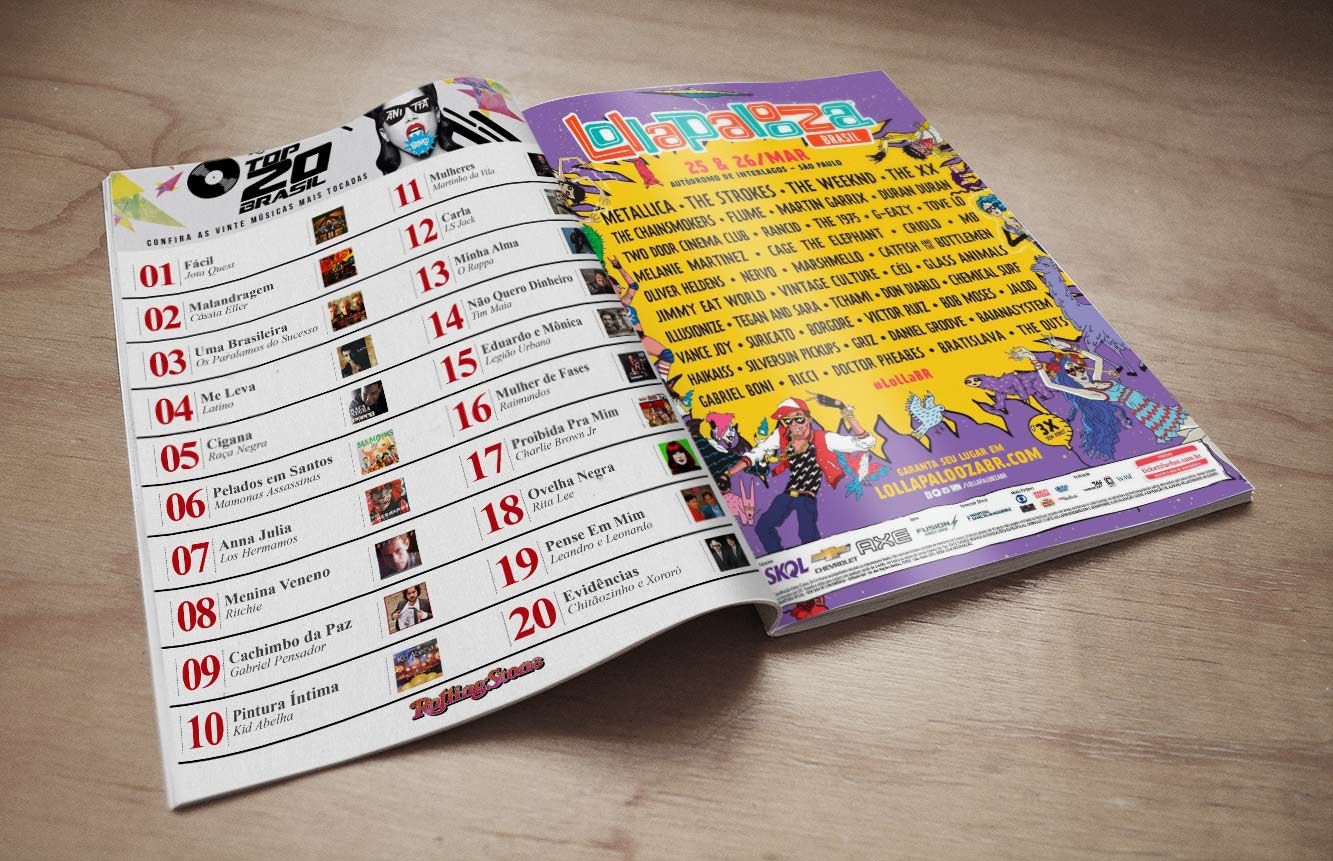 ANITTA
BANG
TOP
20
BRASIL
CONFIRA AS VINTE MÚSICAS MAIS TOCADAS
01 Fácil
Jota Quest
02 Malandragem
Cássia Eller
03 Uma Brasileira
Os Paralamos do Sucesso
04 Me Leva
Latino
05 Cigana
Raça Negra
06 Pelados em Santos
Mamonas Assassinas
07 Anna Julia
Los Hermamos
08 Menina Veneno
Ritchie
09 Cachimbo da Paz
Gabriel Pensador
10 Pintura Íntima
Kid Abelha
11 Mulheres
Martinho da Vila
12 Carla
LS Jack
13 Minha Alma
O Rappa
14 Não Quero Dinheiro
Tim Maia
15 Eduardo e Mônica
Legião Urbana
16 Mulher de Fases
Raimundos
17 Proibida Pra Mim
Charlie Brown Jr
18 Ovelha Negra
Rita Lee
19 Pense Em Mim
Leandro e Leonardo
20 Evidências
Chitãozinho e Xororó
RollingStone
LOLLAPALOOZA
BRASIL
25 & 26/MAR
AUTÓDROMO DE INTERLAGOS - SÃO PAULO
METALLICA • THE STROKES • THE WEEKND • THE XX
THE CHAINSMOKERS • FLUME • MARTIN GARRIX • DURAN DURAN
TWO DOOR CINEMA CLUB • RANCID • THE 1975 • G-EAZY • TOVE LO
MELANIE MARTINEZ • CAGE THE ELEPHANT • CRIOLO • MØ
OLIVER HELDENS • NERVO • MARSHMELLO • CATFISH AND THE BOTTLEMEN
JIMMY EAT WORLD • VINTAGE CULTURE • CÉU • GLASS ANIMALS
ILLUSIONIZE • TEGAN AND SARA • TCHAMI • DON DIABLO • CHEMICAL SURF
VANCE JOY • SURICATO • BORGORE • VICTOR RUIZ • BOB MOSES • JALOO
HAIKAISS • SILVERSUN PICKUPS • GRIZ • DANIEL GROOVE • BAIANASYSTEM
GABRIEL BONI • RICCI • DOCTOR PHEABES • BRATISLAVA • THE OUTS
#LOLLABR
3X
GARANTA SEU LUGAR EM
LOLLAPALOOZABR.COM
/LOLLAPALOOZABR
SKOL
CHEVROLET
AXE
FUSION
ticketsforfun.com.br